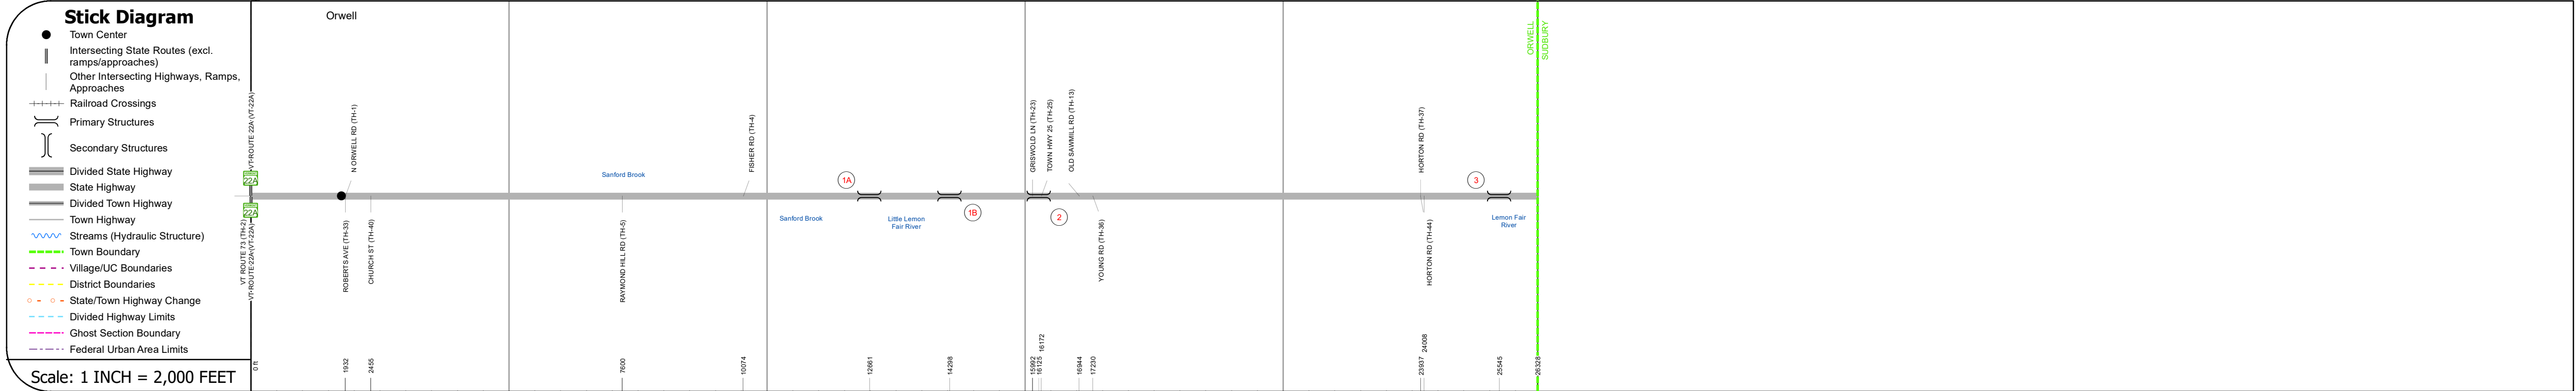 Stick Diagram
Town Center
Intersecting State Routes (excl.
ramps/approaches)
Other Intersecting Highways, Ramps,
Approaches
Railroad Crossings
Primary Structures
Secondary Structures
Divided State Highway
State Highway
Divided Town Highway
Town Highway
Streams (Hydraulic Structure)
Town Boundary
Village/UC Boundaries
District Boundaries
State/Town Highway Change
Divided Highway Limits
Ghost Section Boundary
Federal Urban Area Limits
Scale: 1 INCH = 2,000 FEET
Orwell
VT-ROUTE-22A-(VT-22A)
22A
22A
VT ROUTE 73 (TH-2)
VT-ROUTE-22A-(VT-22A)
N ORWELL RD (TH-1)
ROBERTS AVE (TH-33)
CHURCH ST (TH-40)
Sanford Brook
RAYMOND HILL RD (TH-5)
FISHER RD (TH-4)
Sanford Brook
1A
Little Lemon
Fair River
1B
GRISWOLD LN (TH-23)
TOWN HWY 25 (TH-25)
OLD SAWMILL RD (TH-13)
2
YOUNG RD (TH-36)
HORTON RD (TH-37)
HORTON RD (TH-44)
3
Lemon Fair
River
ORWELL
SUDBURY
0 ft
1932
2455
7600
10074
12661
14298
15992
16125
16172
16944
17230
23937
24008
25545
26328